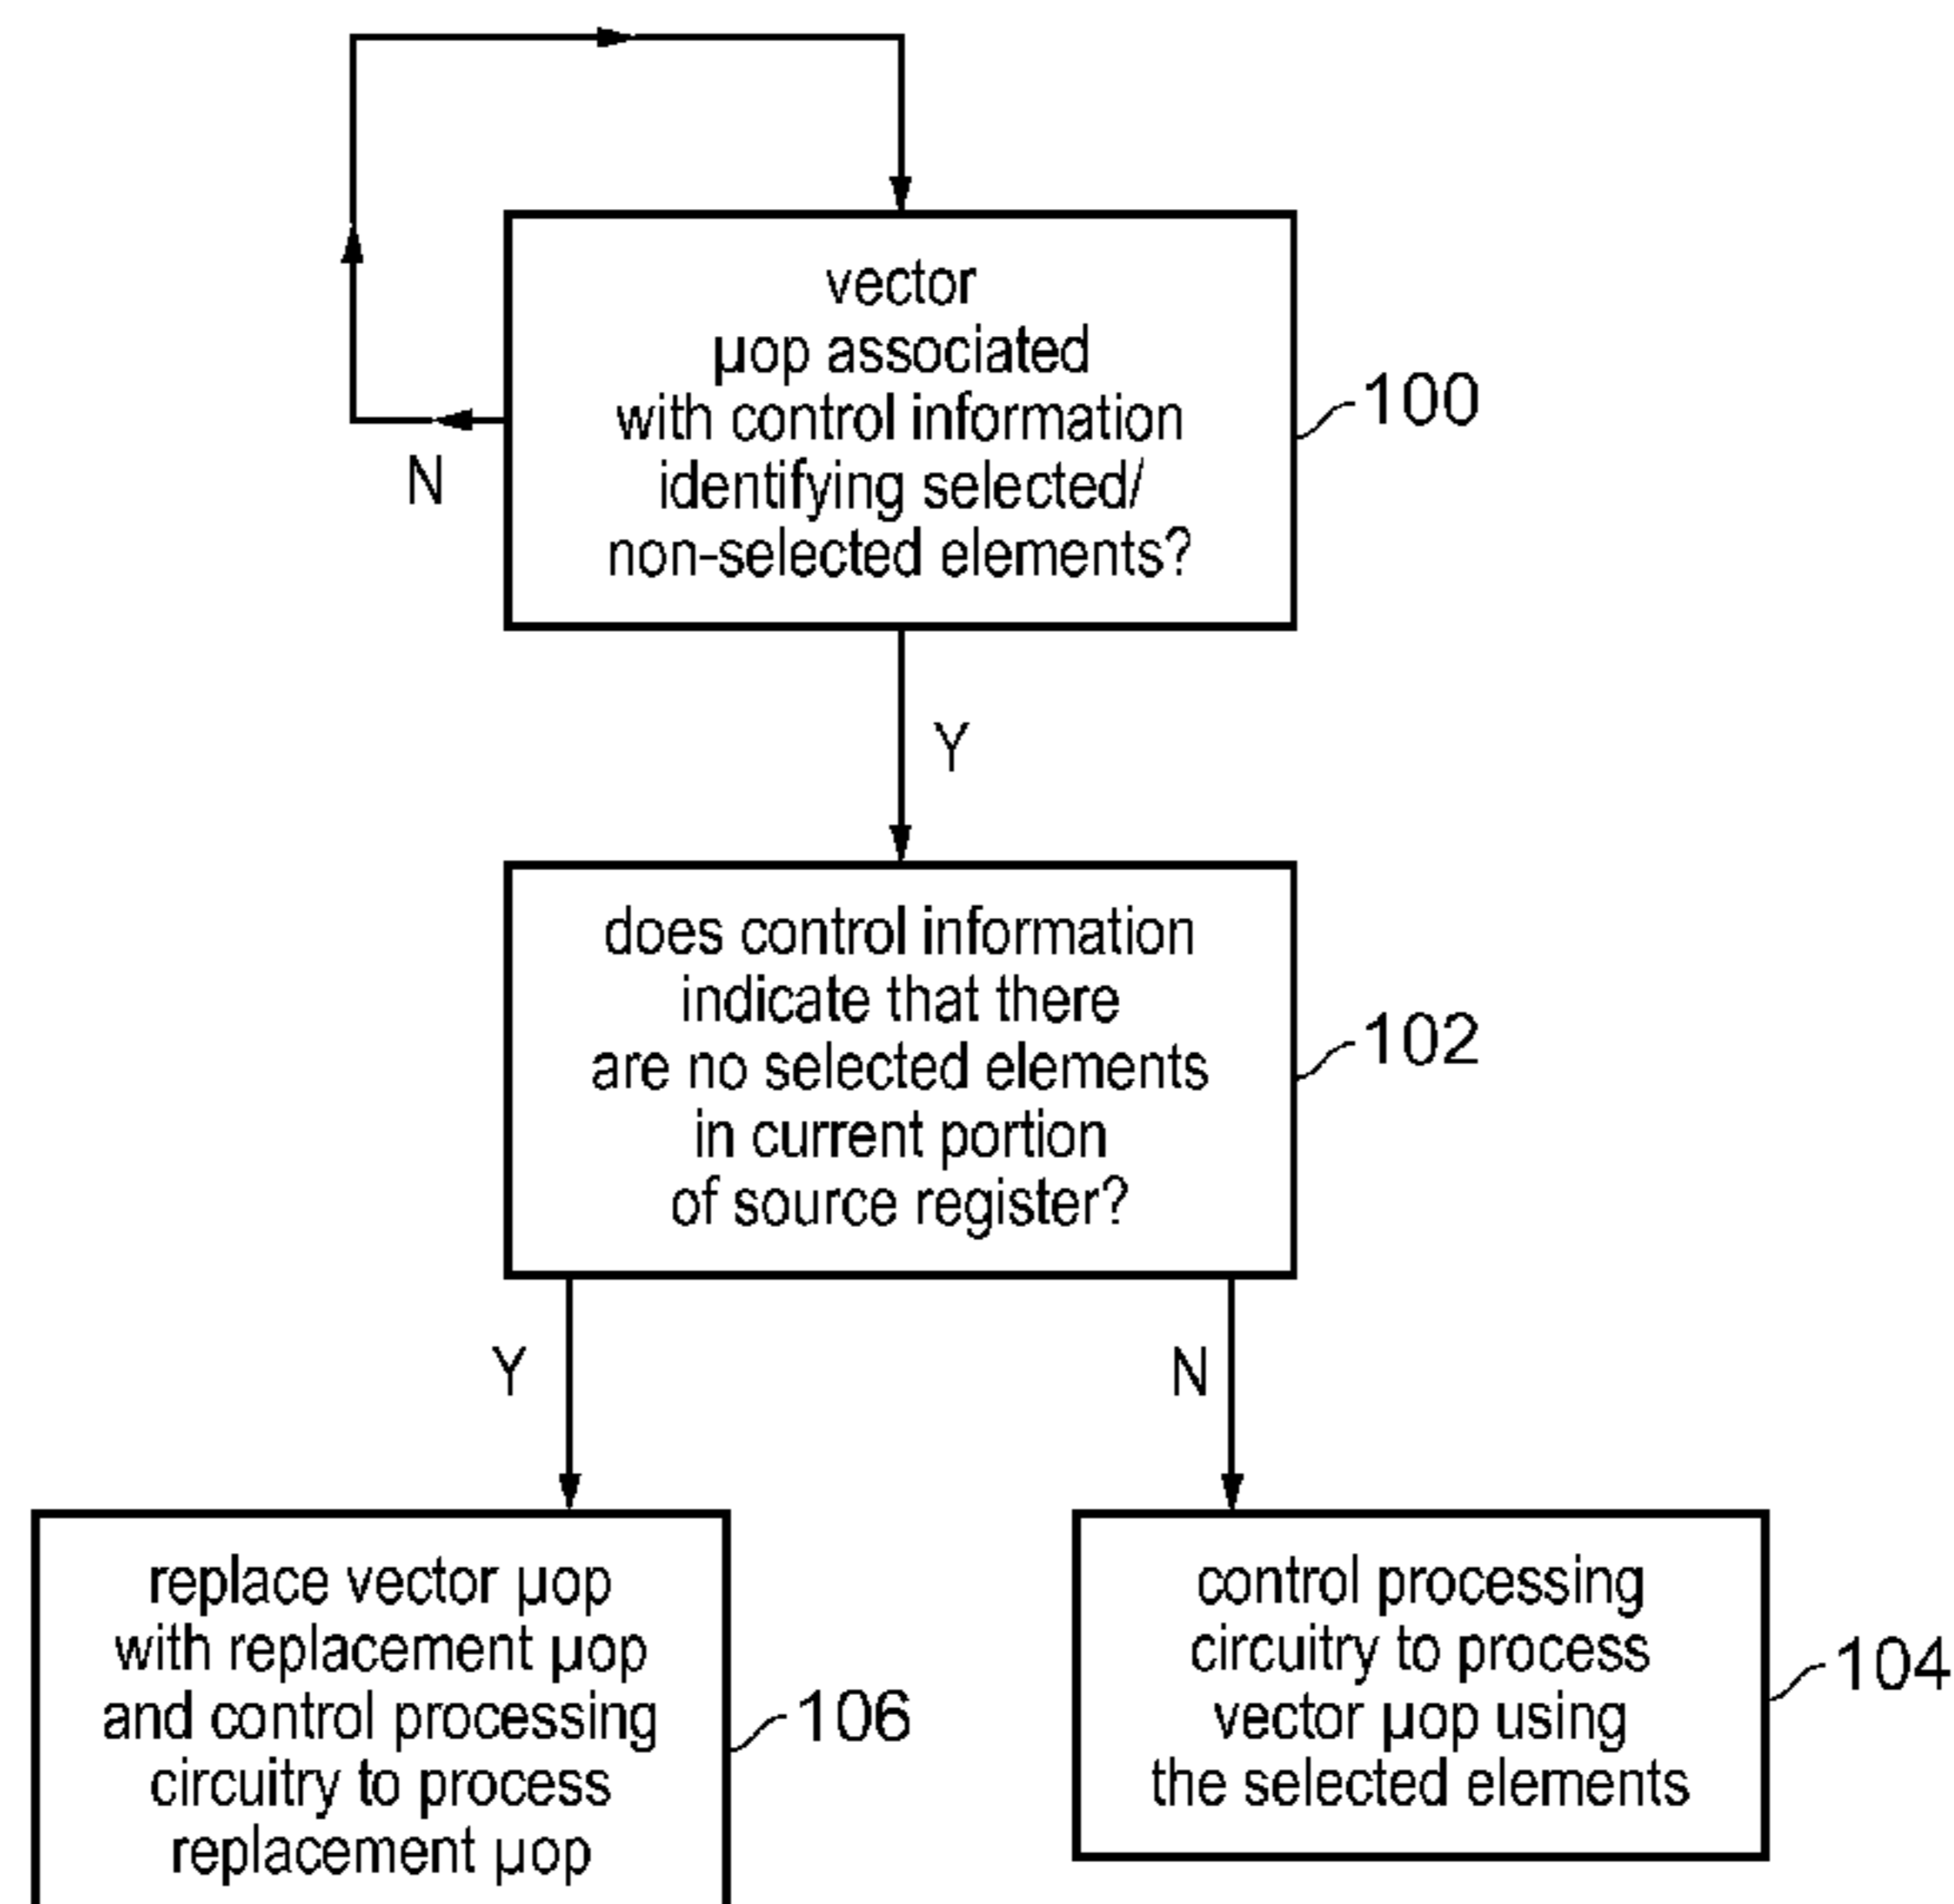 vector
µop associated
with control information
identifying selected/
non-selected elements?
100
N
Y
does control information
indicate that there
are no selected elements
in current portion
of source register?
102
Y
N
replace vector µop
with replacement µop
and control processing
circuitry to process
replacement µop
106
control processing
circuitry to process
vector µop using
the selected elements
104